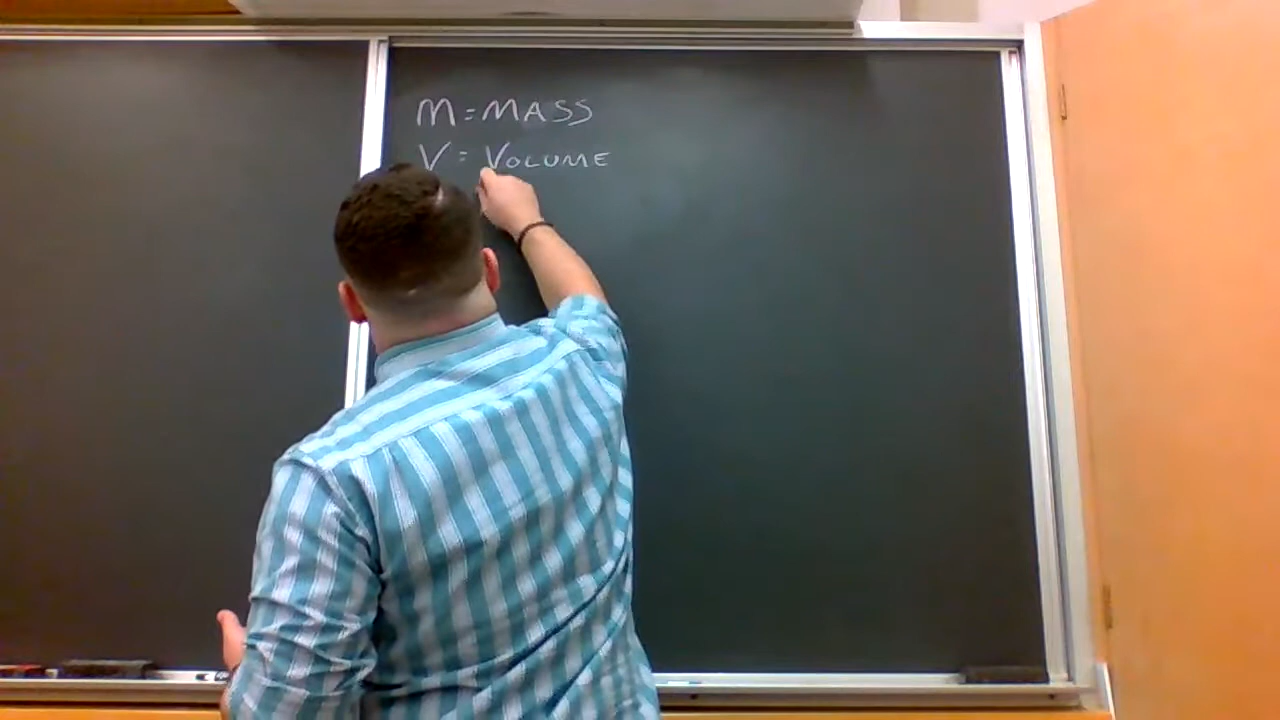 M = MASS
V = VOLUME